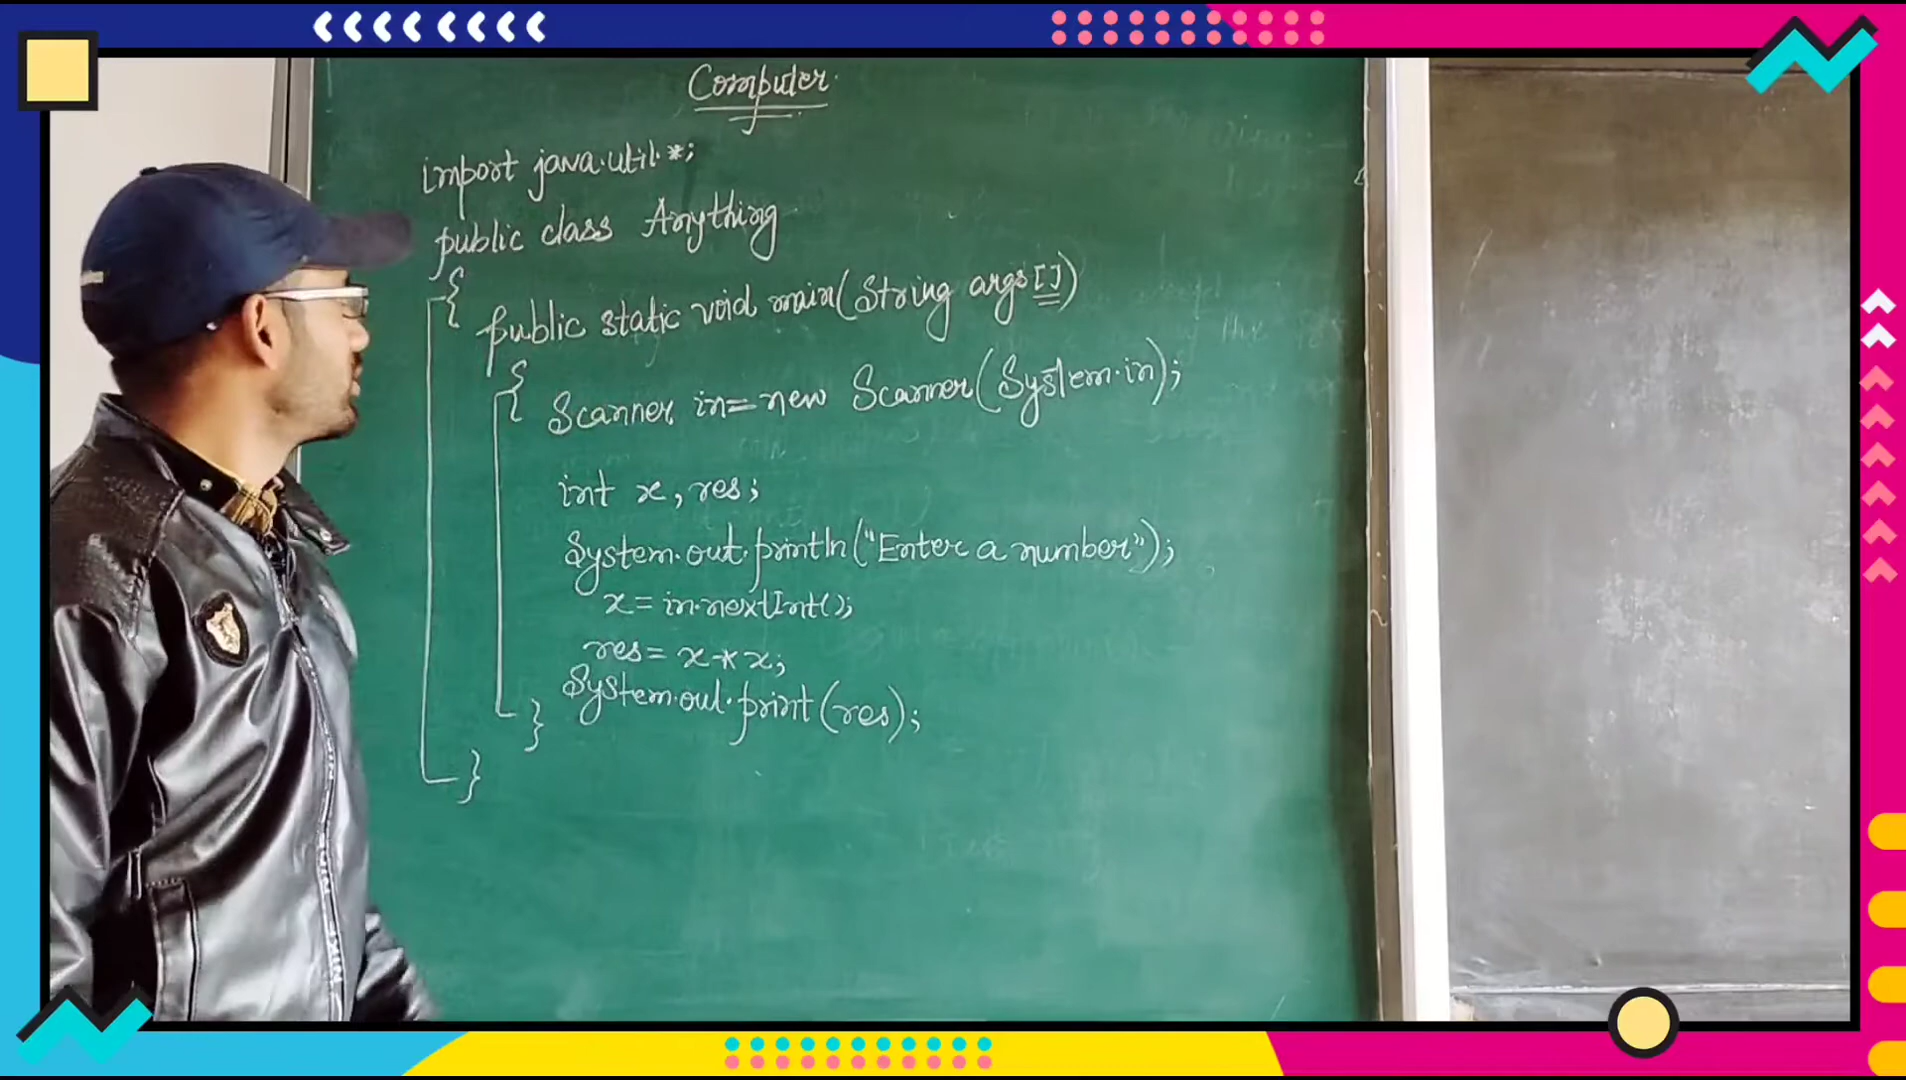 Computer
import java.util.*;
public class Anything
{
public static void main(String args[])
{
Scanner in=new Scanner(System.in);
int x, res;
System.out.println("Enter a number");
x=in.nextInt();
res=x*x;
System.out.print(res);
}
}